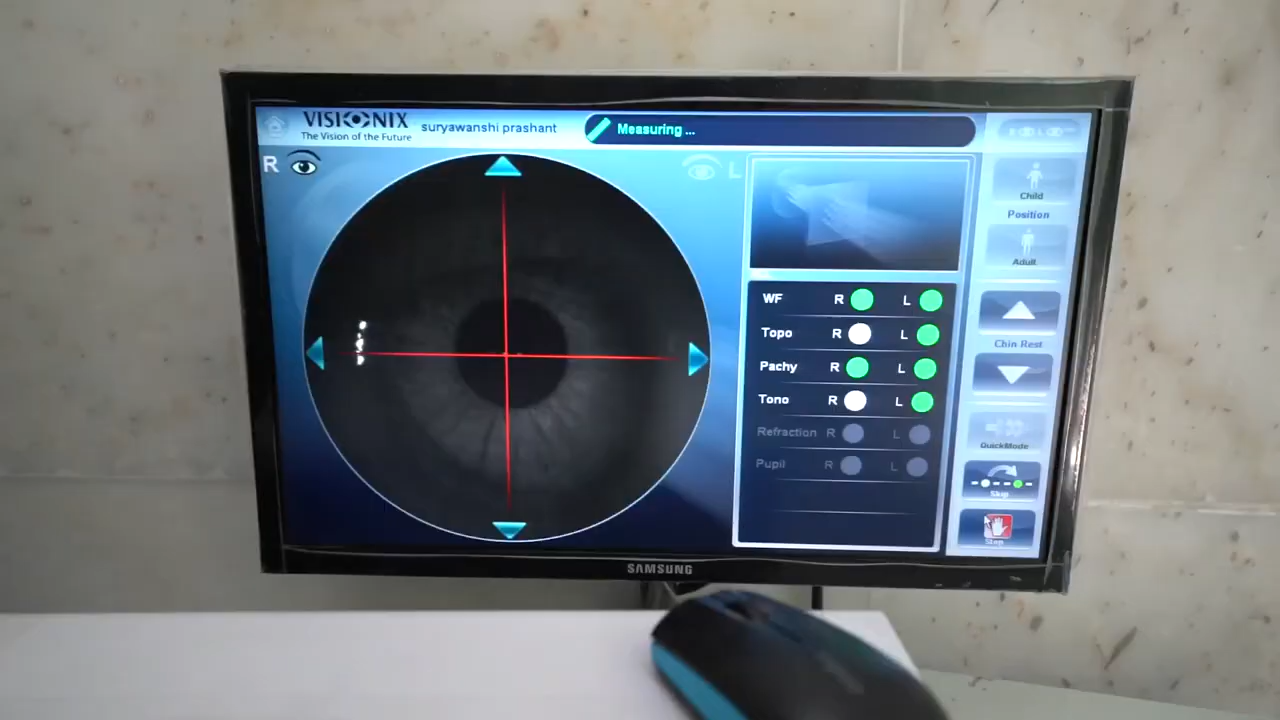 VISIONIX
The Vision of the Future
suryawanshi prashant
Measuring ...
R
L
R L
Child
Position
Adult
WF R L
Topo R L
Pachy R L
Tono R L
Refraction R L
Pupil R L
Chin Rest
QuickMode
Skip
Stop
SAMSUNG